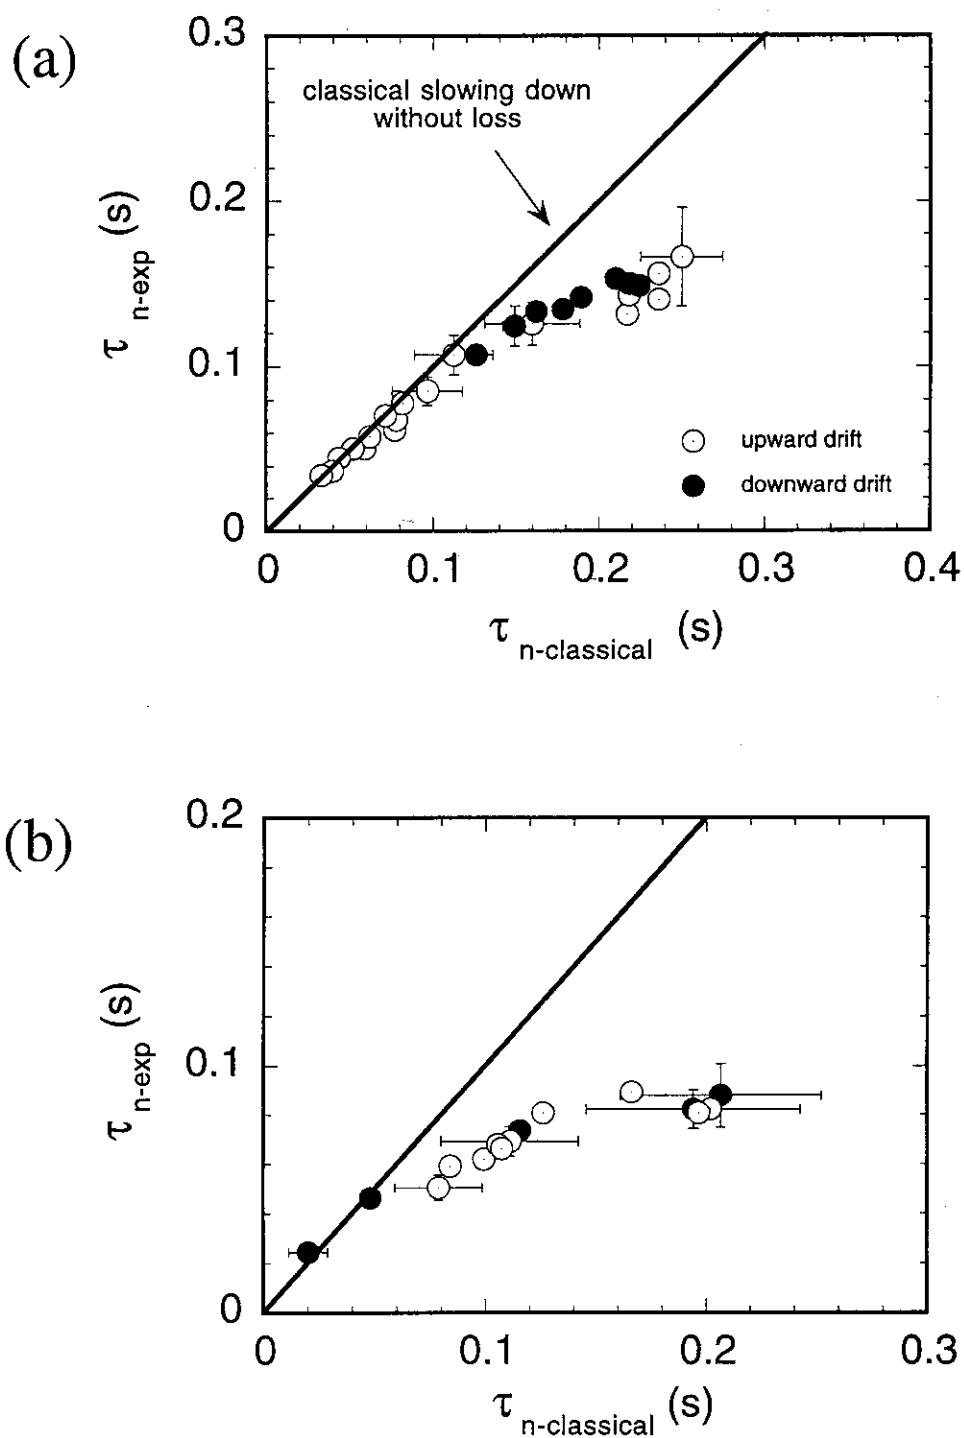 (a)
0.3
classical slowing down
without loss
0.2
τ n-exp (s)
0.1
upward drift
downward drift
0
0 0.1 0.2 0.3 0.4
τ n-classical (s)
(b)
0.2
τ n-exp (s)
0.1
0
0 0.1 0.2 0.3
τ n-classical (s)